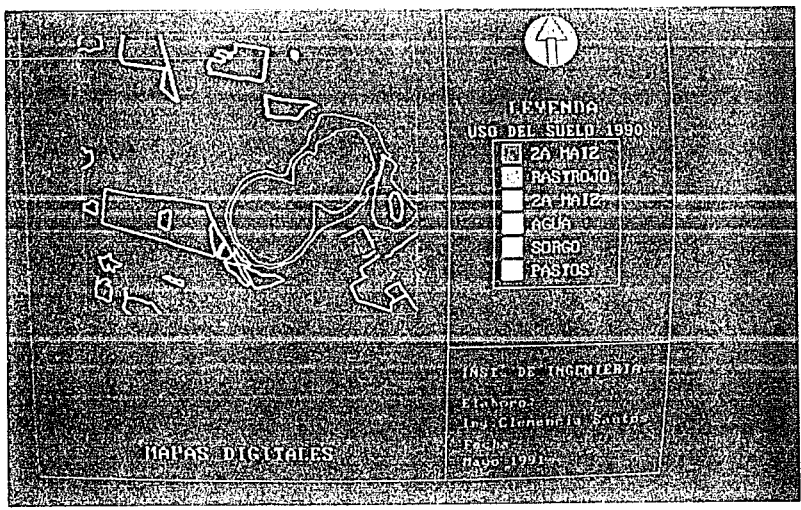 LEYENDA
USO DEL SUELO 1990
2A MAIZ
RASTROJO
2A MAIZ
AGUA
SORGO
PASTOS
INST. DE INGENIERIA
Elaboro:
Ing Clemencia Santos
Fecha
Mayo 1991
MAPAS DIGITALES